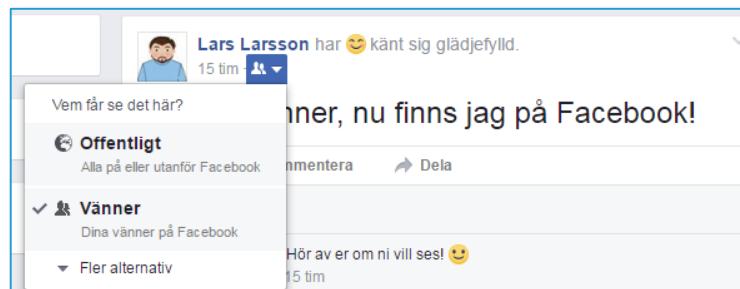 Lars Larsson har känt sig glädjefylld.
15 tim
Vem får se det här?
nner, nu finns jag på Facebook!
Offentligt
Alla på eller utanför Facebook
mmentera Dela
Vänner
Dina vänner på Facebook
Hör av er om ni vill ses!
Fler alternativ
15 tim